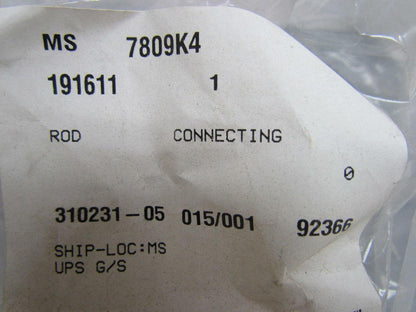 MS 7809K4
191611 1
ROD CONNECTING
0
310231-05 015/001 92366
SHIP-LOC:MS
UPS G/S